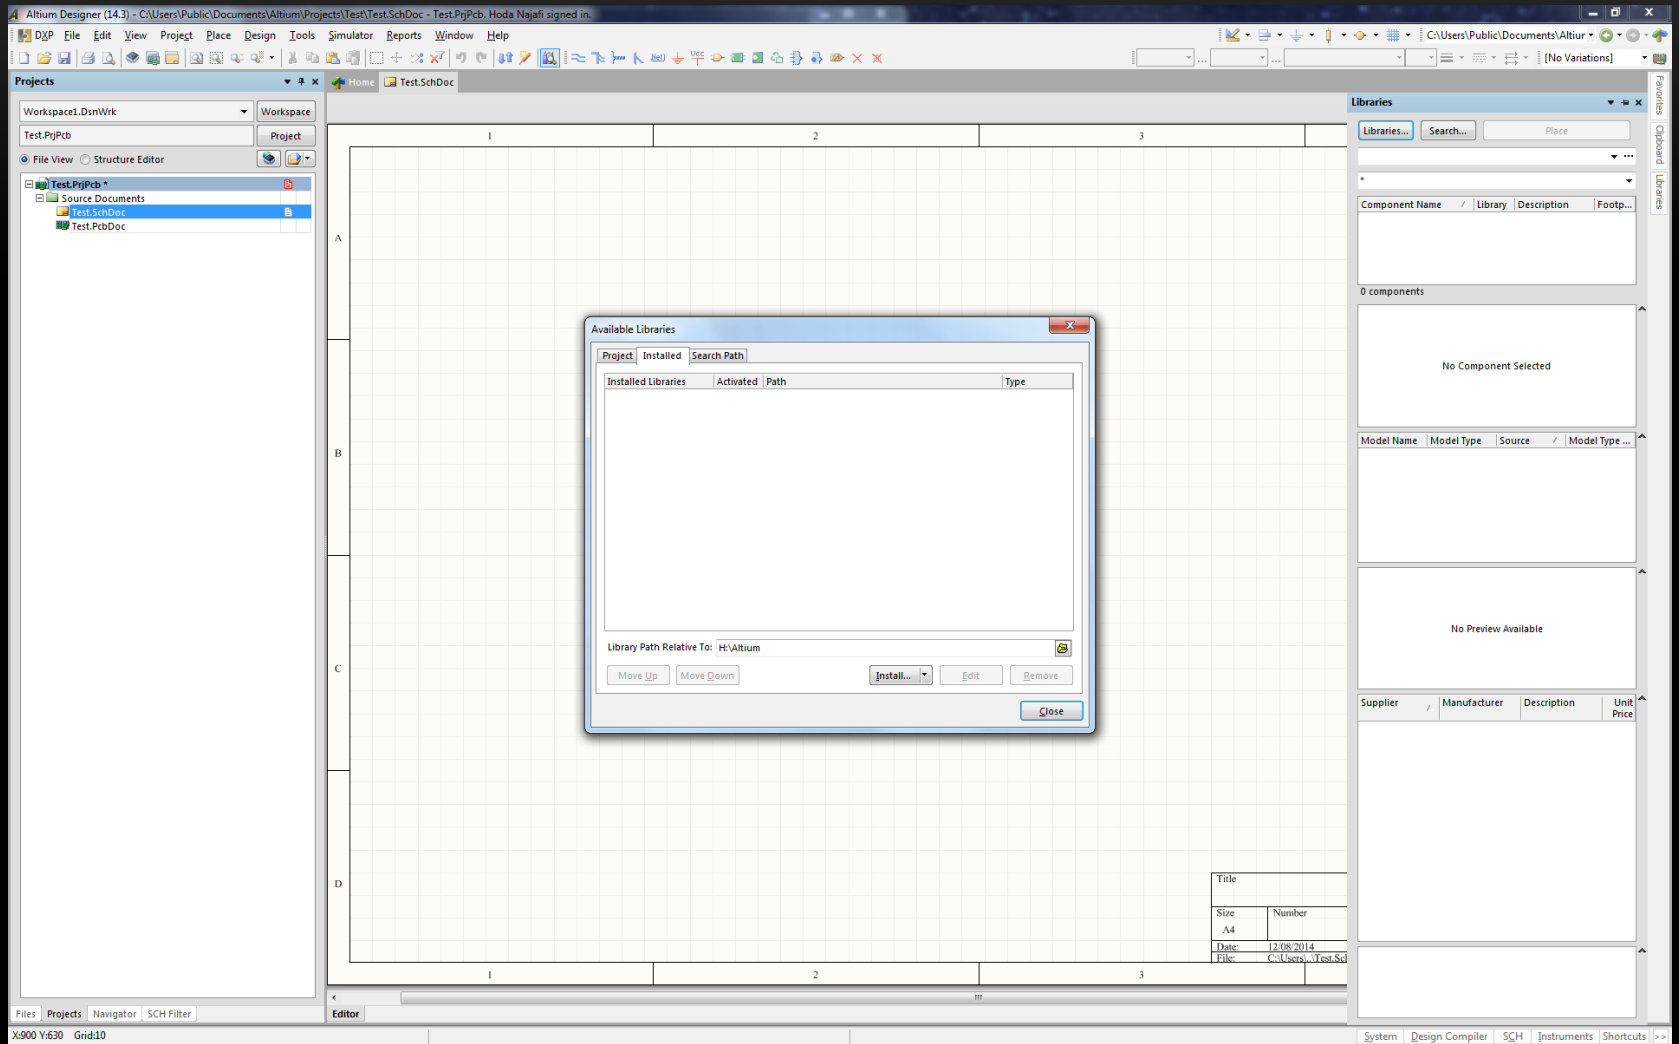 Altium Designer (14.3) - C:\Users\Public\Documents\Altium\Projects\Test\Test.SchDoc - Test.PrjPcb. Hoda Najafi signed in.
DXP File Edit View Project Place Design Tools Simulator Reports Window Help
C:\Users\Public\Documents\Altiur
[No Variations]
Projects
Home Test.SchDoc
Workspace1.DsnWrk Workspace
Test.PrjPcb Project
File View Structure Editor
Test.PrjPcb *
Source Documents
Test.SchDoc
Test.PcbDoc
Files Projects Navigator SCH Filter
1 2 3
A
B
C
D
Available Libraries
Project Installed Search Path
Installed Libraries Activated Path Type
Library Path Relative To: H:\Altium
Move Up Move Down Install... Edit Remove
Close
Title
Size Number
A4
Date: 12/08/2014
File: C:\Users\..\Test.Scl
1 2 3
Editor
Libraries
Libraries... Search... Place
...
*
Component Name / Library Description Footp...
0 components
No Component Selected
Model Name Model Type Source / Model Type ...
No Preview Available
Supplier / Manufacturer Description Unit
Price
Favorites
Clipboard
Libraries
X:900 Y:630 Grid:10
System Design Compiler SCH Instruments Shortcuts >>